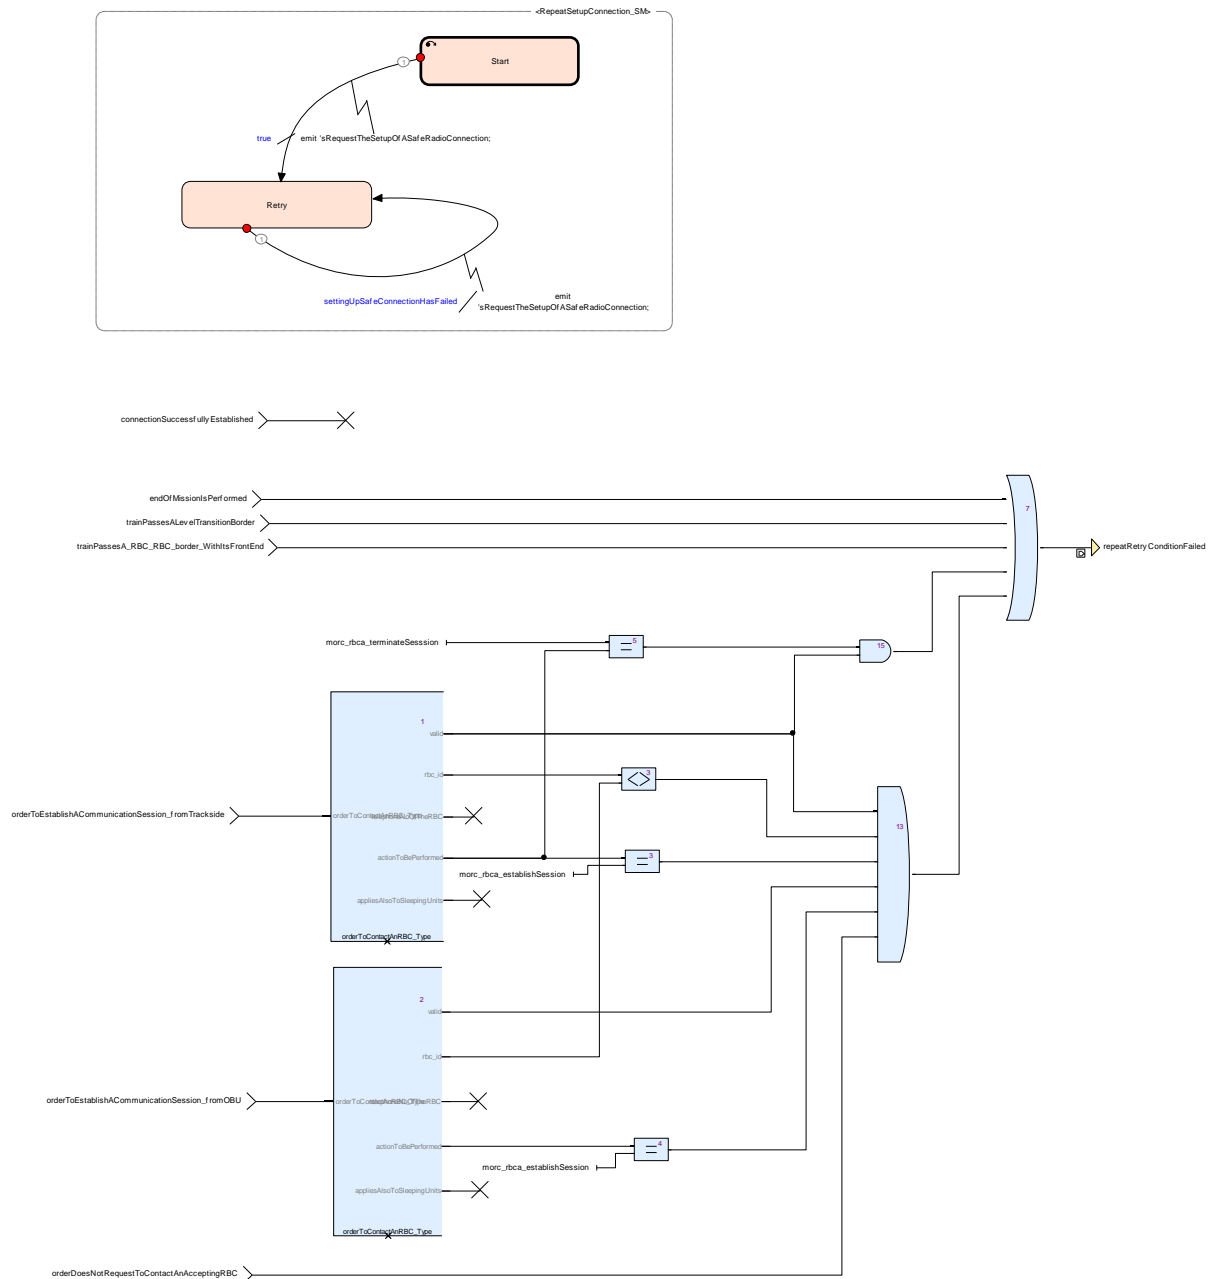 <RepeatSetupConnection_SM>
Start
1
true
emit 'sRequestTheSetupOfASafeRadioConnection;
Retry
1
settingUpSafeConnectionHasFailed
emit
'sRequestTheSetupOfASafeRadioConnection;
connectionSuccessfullyEstablished
endOfMissionIsPerformed
7
trainPassesALevelTransitionBorder
trainPassesA_RBC_RBC_border_WithItsFrontEnd
D
repeatRetryConditionFailed
morc_rbca_terminateSesssion
5
15
1
valid
rbc_id
3
orderToEstablishACommunicationSession_fromTrackside
13
actionToBePerformed
3
morc_rbca_establishSession
appliesAlsoToSleepingUnits
orderToContactAnRBC_Type
2
valid
rbc_id
orderToEstablishACommunicationSession_fromOBU
actionToBePerformed
4
morc_rbca_establishSession
appliesAlsoToSleepingUnits
orderToContactAnRBC_Type
orderDoesNotRequestToContactAnAcceptingRBC